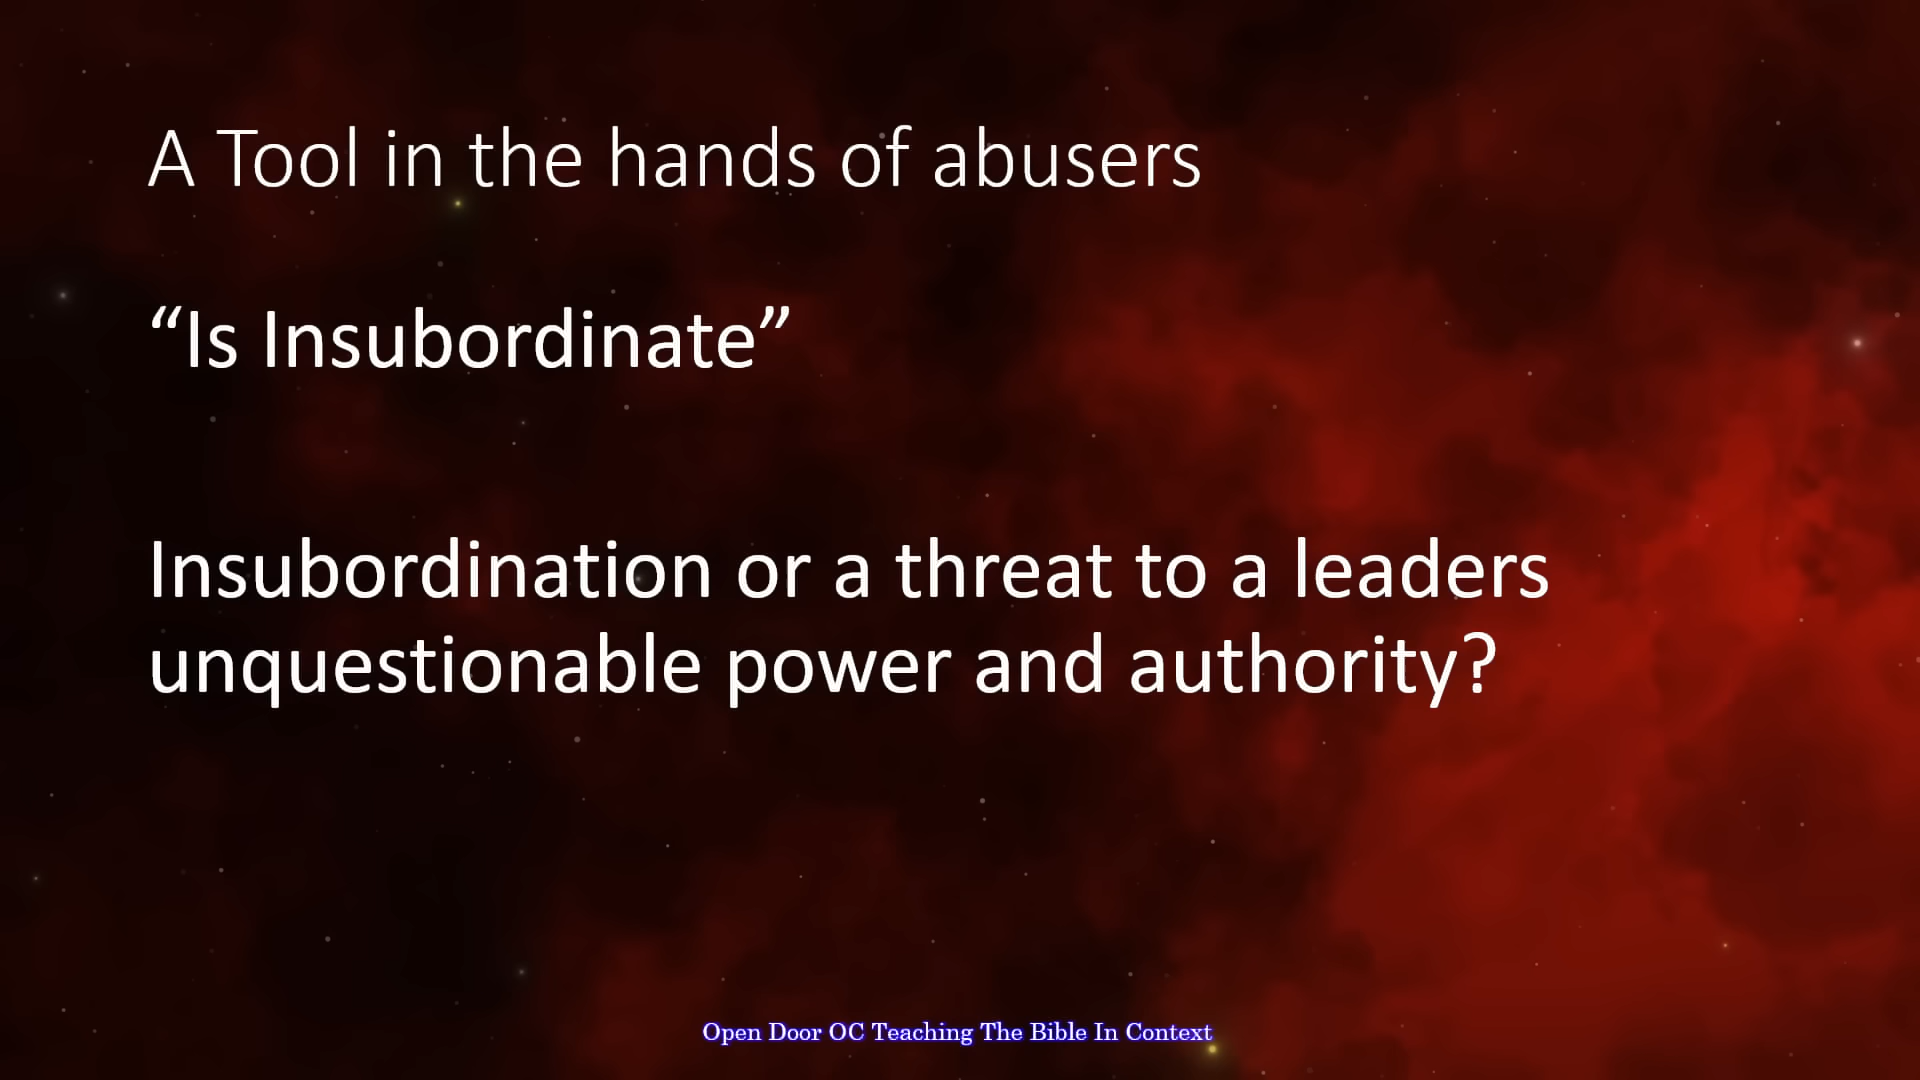 A Tool in the hands of abusers
“Is Insubordinate”
Insubordination or a threat to a leaders
unquestionable power and authority?
Open Door OC Teaching The Bible In Context